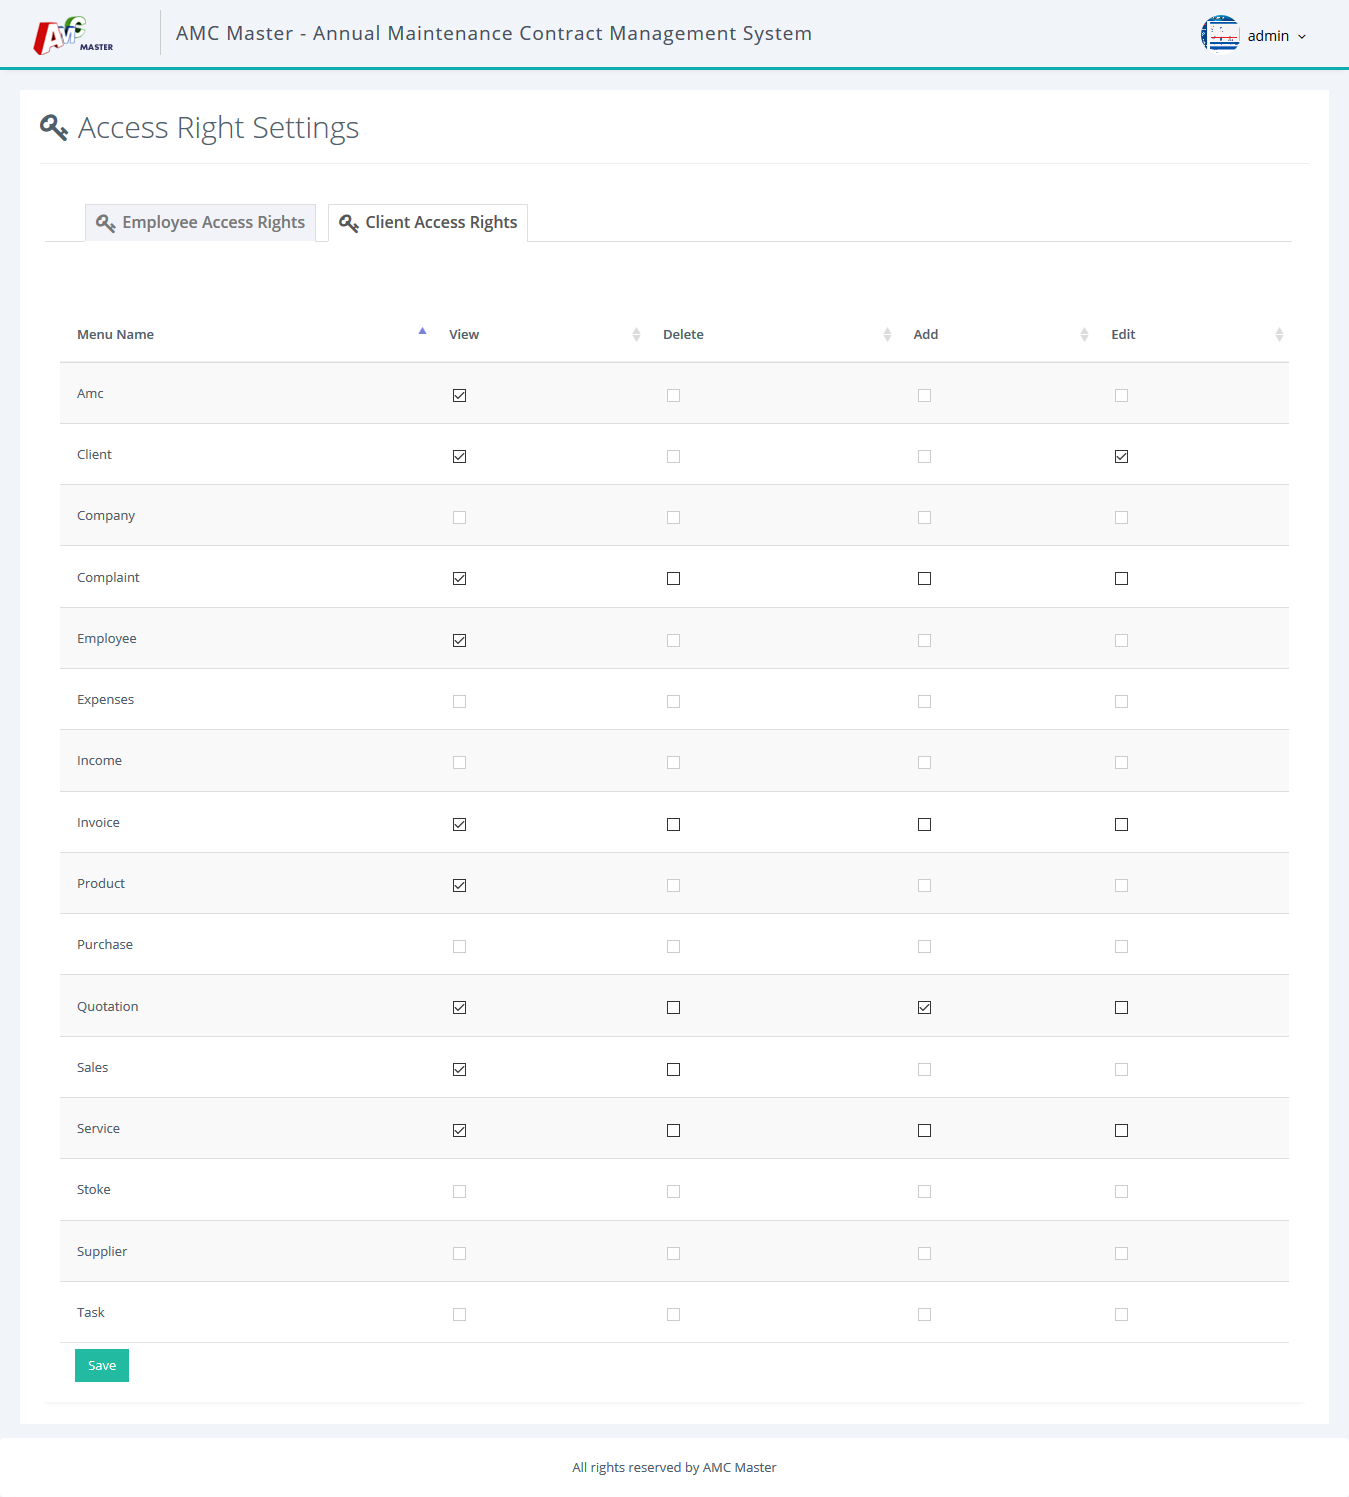 AMC MASTER
AMC Master - Annual Maintenance Contract Management System
admin
Access Right Settings
Employee Access Rights
Client Access Rights
Menu Name View Delete Add Edit
Amc
Client
Company
Complaint
Employee
Expenses
Income
Invoice
Product
Purchase
Quotation
Sales
Service
Stoke
Supplier
Task
Save
All rights reserved by AMC Master